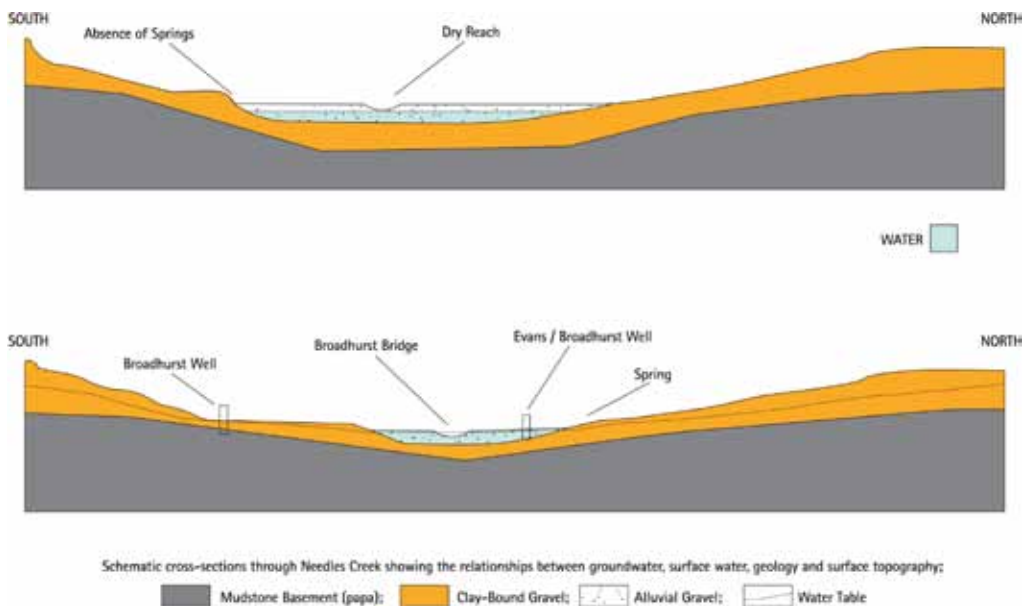 SOUTH
NORTH
Absence of Springs
Dry Reach
WATER
SOUTH
NORTH
Broadhurst Well
Broadhurst Bridge
Evans / Broadhurst Well
Spring
Schematic cross-sections through Needles Creek showing the relationships between groundwater, surface water, geology and surface topography;
Mudstone Basement (papa); Clay-Bound Gravel; Alluvial Gravel; Water Table